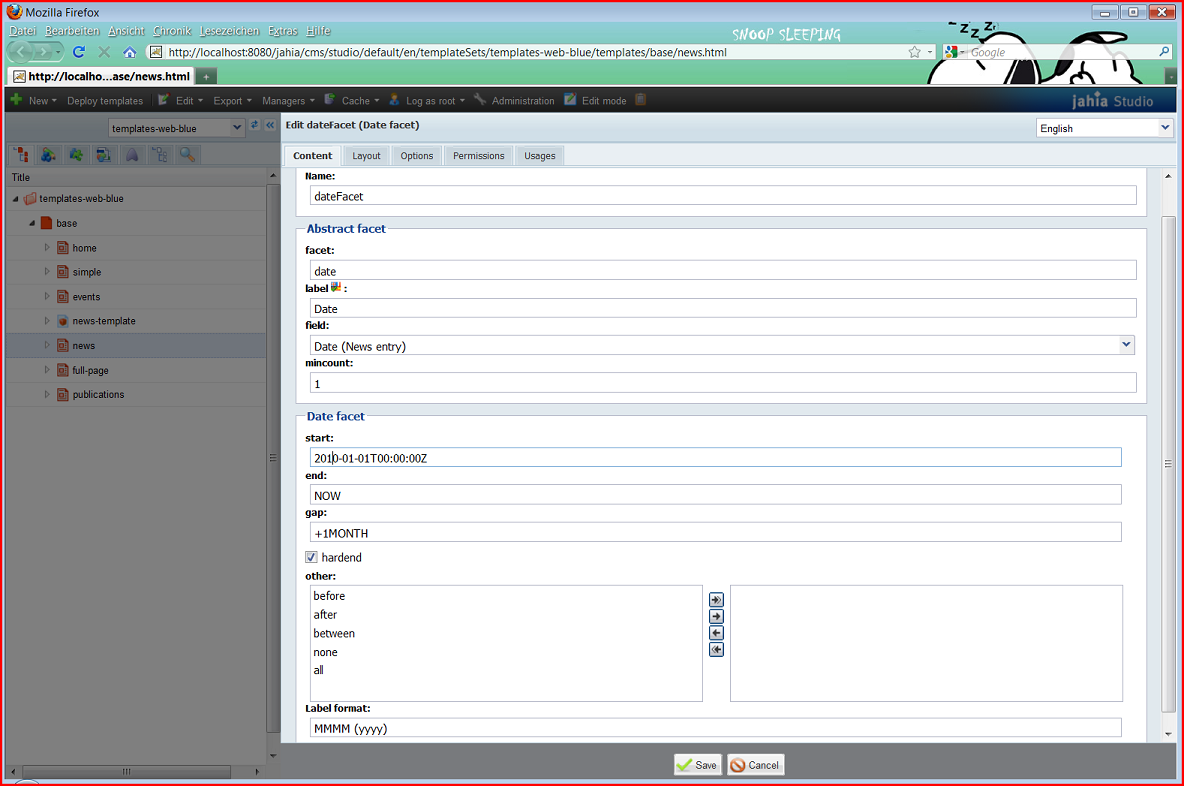 Mozilla Firefox
Datei Bearbeiten Ansicht Chronik Lesezeichen Extras Hilfe
SNOOP SLEEPING
z z z z
http://localhost:8080/jahia/cms/studio/default/en/templateSets/templates-web-blue/templates/base/news.html
Google
http://localho...ase/news.html
New Deploy templates Edit Export Managers Cache Log as root Administration Edit mode
jahia Studio
templates-web-blue
Edit dateFacet (Date facet)
English
Content Layout Options Permissions Usages
Title
templates-web-blue
base
home
simple
events
news-template
news
full-page
publications
Name:
dateFacet
Abstract facet
facet:
date
label :
Date
field:
Date (News entry)
mincount:
1
Date facet
start:
2010-01-01T00:00:00Z
end:
NOW
gap:
+1MONTH
hardend
other:
before
after
between
none
all
Label format:
MMMM (yyyy)
Save Cancel